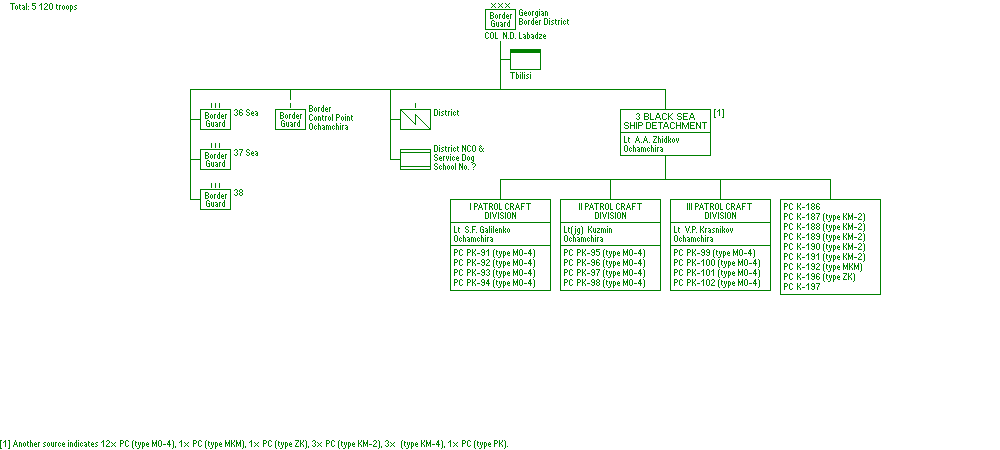 Total: 5 120 troops
XXX
Border
Guard
Georgian
Border District
COL N.D. Labadze
Tbilisi
III
Border
Guard
36 Sea
III
Border
Guard
37 Sea
III
Border
Guard
38
I
Border
Guard
Border
Control Point
Ochamchira
I
District
District NCO &
Service Dog
School No. ?
3 BLACK SEA
SHIP DETACHMENT
[1]
Lt A.A. Zhidkov
Ochamchira
I PATROL CRAFT
DIVISION
Lt S.F. Galilenko
Ochamchira
PC PK-91 (type MO-4)
PC PK-92 (type MO-4)
PC PK-93 (type MO-4)
PC PK-94 (type MO-4)
II PATROL CRAFT
DIVISION
Lt(jg) Kuzmin
Ochamchira
PC PK-95 (type MO-4)
PC PK-96 (type MO-4)
PC PK-97 (type MO-4)
PC PK-98 (type MO-4)
III PATROL CRAFT
DIVISION
Lt V.P. Krasnikov
Ochamchira
PC PK-99 (type MO-4)
PC PK-100 (type MO-4)
PC PK-101 (type MO-4)
PC PK-102 (type MO-4)
PC K-186
PC K-187 (type KM-2)
PC K-188 (type KM-2)
PC K-189 (type KM-2)
PC K-190 (type KM-2)
PC K-191 (type KM-2)
PC K-192 (type MKM)
PC K-196 (type ZK)
PC K-197
[1] Another source indicates 12x PC (type MO-4), 1x PC (type MKM), 1x PC (type ZK), 3x PC (type KM-2), 3x (type KM-4), 1x PC (type PK).